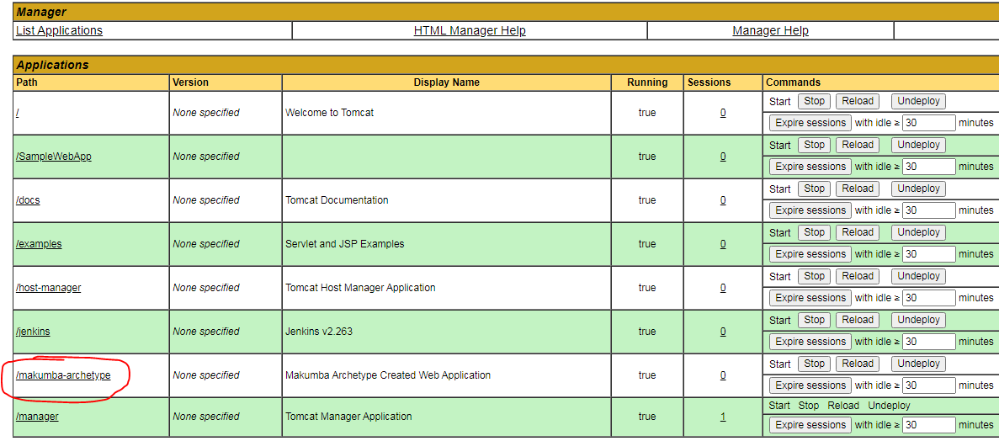 Manager
List Applications HTML Manager Help Manager Help
Applications
Path Version Display Name Running Sessions Commands
/ None specified Welcome to Tomcat true 0 Start Stop Reload Undeploy
Expire sessions with idle ≥ 30 minutes
/SampleWebApp None specified true 0 Start Stop Reload Undeploy
Expire sessions with idle ≥ 30 minutes
/docs None specified Tomcat Documentation true 0 Start Stop Reload Undeploy
Expire sessions with idle ≥ 30 minutes
/examples None specified Servlet and JSP Examples true 0 Start Stop Reload Undeploy
Expire sessions with idle ≥ 30 minutes
/host-manager None specified Tomcat Host Manager Application true 0 Start Stop Reload Undeploy
Expire sessions with idle ≥ 30 minutes
/jenkins None specified Jenkins v2.263 true 0 Start Stop Reload Undeploy
Expire sessions with idle ≥ 30 minutes
/makumba-archetype None specified Makumba Archetype Created Web Application true 0 Start Stop Reload Undeploy
Expire sessions with idle ≥ 30 minutes
/manager None specified Tomcat Manager Application true 1 Start Stop Reload Undeploy
Expire sessions with idle ≥ 30 minutes